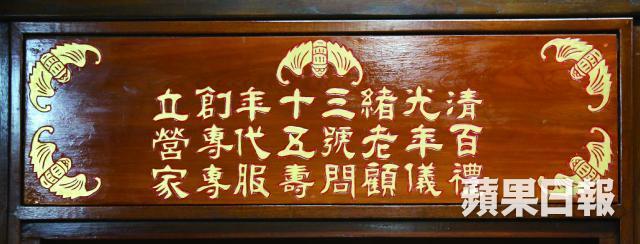 清光緒三十年創立
百年老號五代專營
禮儀顧問壽服專家
蘋果日報